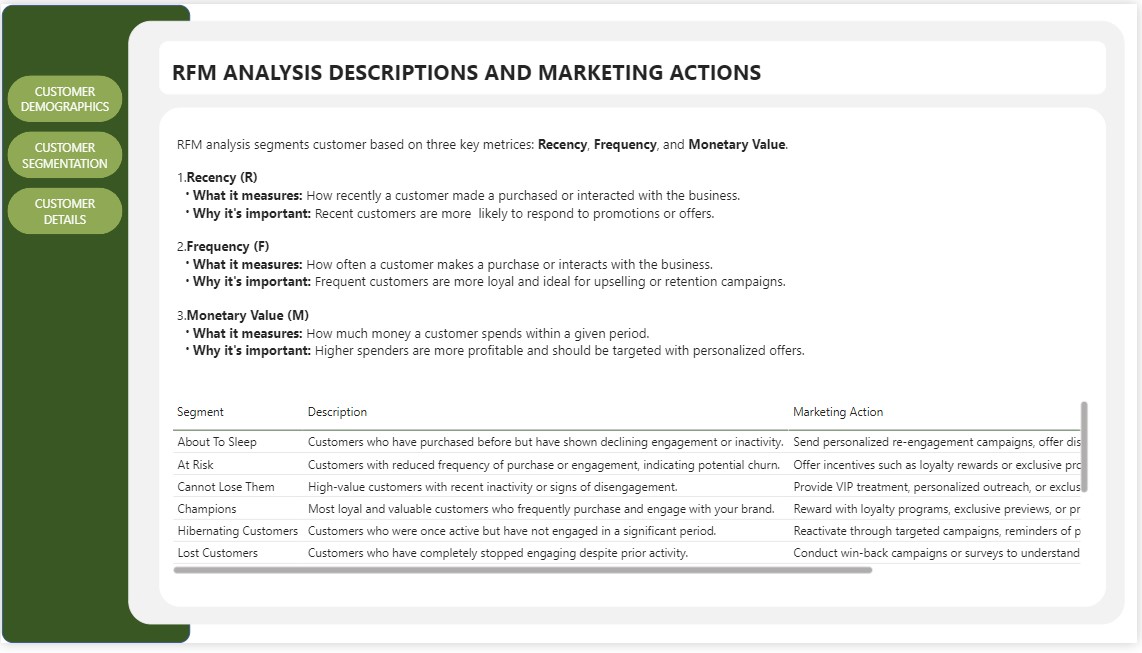 CUSTOMER
DEMOGRAPHICS
CUSTOMER
SEGMENTATION
CUSTOMER
DETAILS
RFM ANALYSIS DESCRIPTIONS AND MARKETING ACTIONS
RFM analysis segments customer based on three key metrices: Recency, Frequency, and Monetary Value.
1.Recency (R)
• What it measures: How recently a customer made a purchased or interacted with the business.
• Why it's important: Recent customers are more  likely to respond to promotions or offers.
2.Frequency (F)
• What it measures: How often a customer makes a purchase or interacts with the business.
• Why it's important: Frequent customers are more loyal and ideal for upselling or retention campaigns.
3.Monetary Value (M)
• What it measures: How much money a customer spends within a given period.
• Why it's important: Higher spenders are more profitable and should be targeted with personalized offers.
Segment Description Marketing Action
About To Sleep Customers who have purchased before but have shown declining engagement or inactivity. Send personalized re-engagement campaigns, offer dis
At Risk Customers with reduced frequency of purchase or engagement, indicating potential churn. Offer incentives such as loyalty rewards or exclusive pro
Cannot Lose Them High-value customers with recent inactivity or signs of disengagement. Provide VIP treatment, personalized outreach, or exclus
Champions Most loyal and valuable customers who frequently purchase and engage with your brand. Reward with loyalty programs, exclusive previews, or pr
Hibernating Customers Customers who were once active but have not engaged in a significant period. Reactivate through targeted campaigns, reminders of p
Lost Customers Customers who have completely stopped engaging despite prior activity. Conduct win-back campaigns or surveys to understand